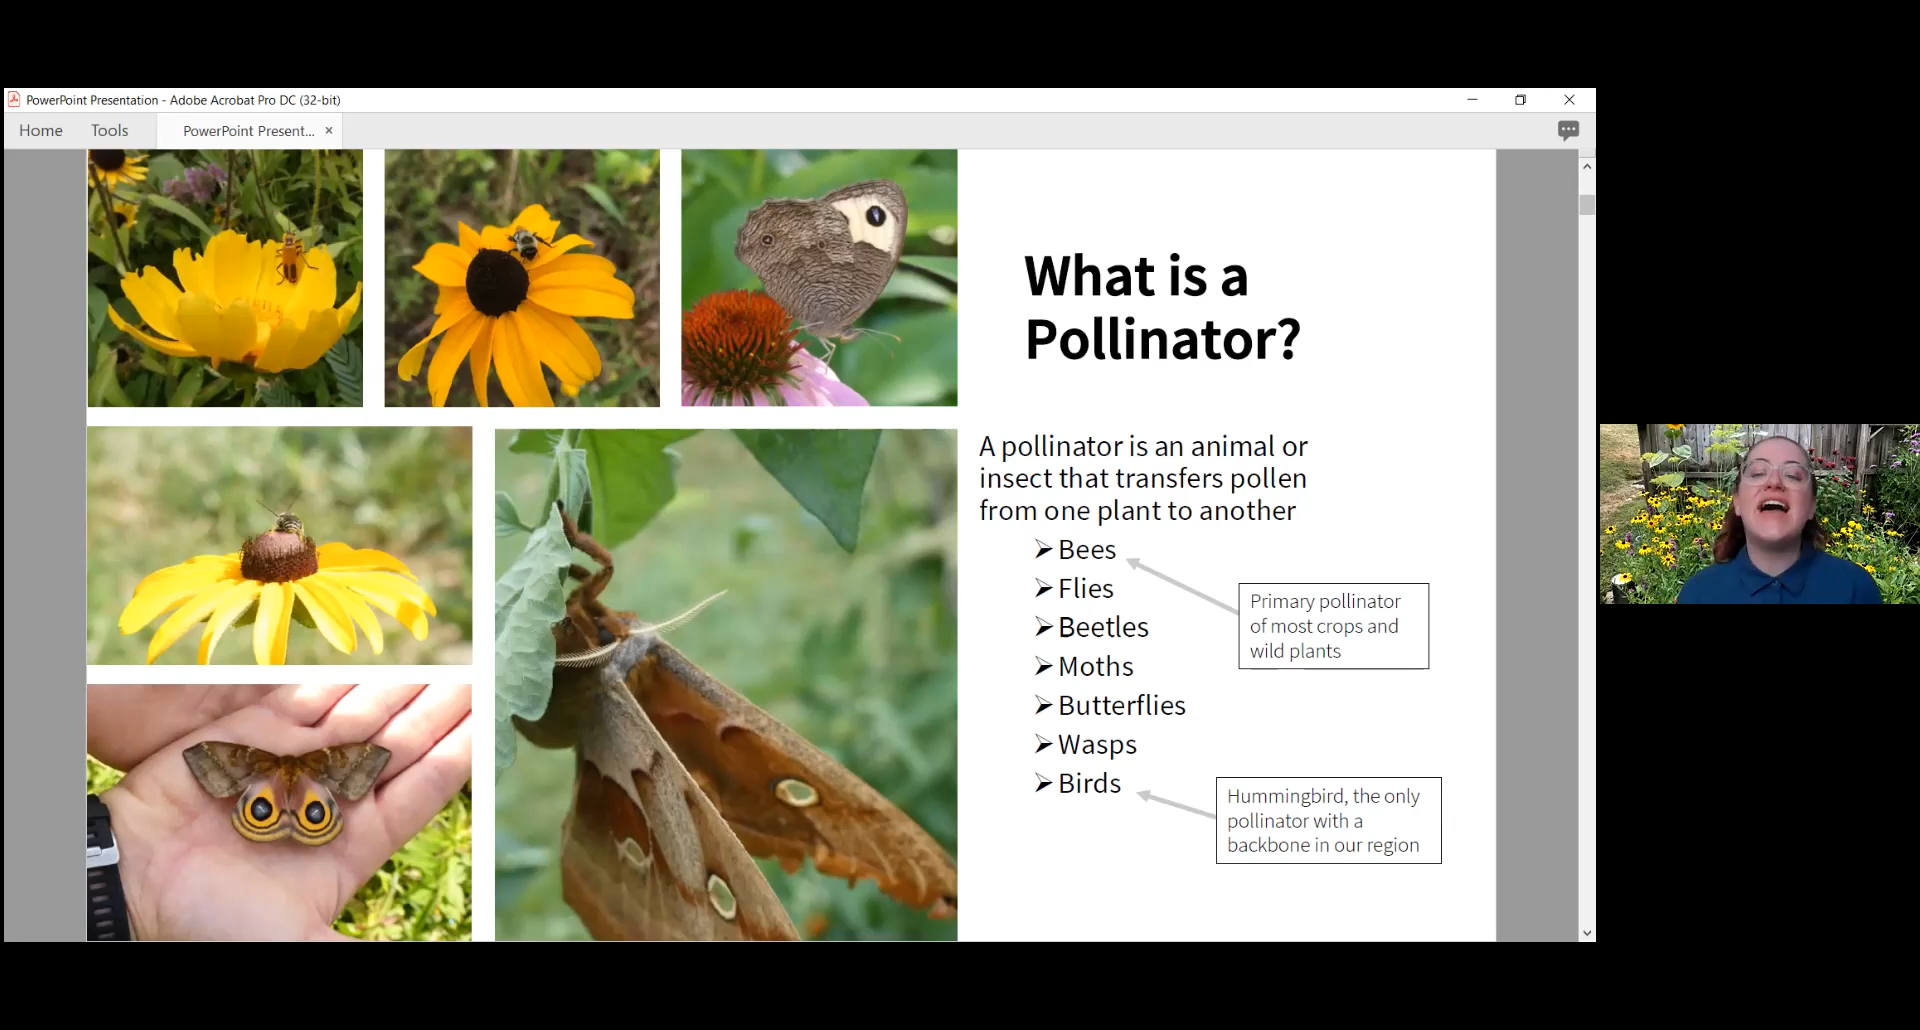 PowerPoint Presentation - Adobe Acrobat Pro DC (32-bit)
Home Tools PowerPoint Present... ×
What is a
Pollinator?
A pollinator is an animal or
insect that transfers pollen
from one plant to another
➢ Bees
➢ Flies
➢ Beetles
➢ Moths
➢ Butterflies
➢ Wasps
➢ Birds
Primary pollinator
of most crops and
wild plants
Hummingbird, the only
pollinator with a
backbone in our region